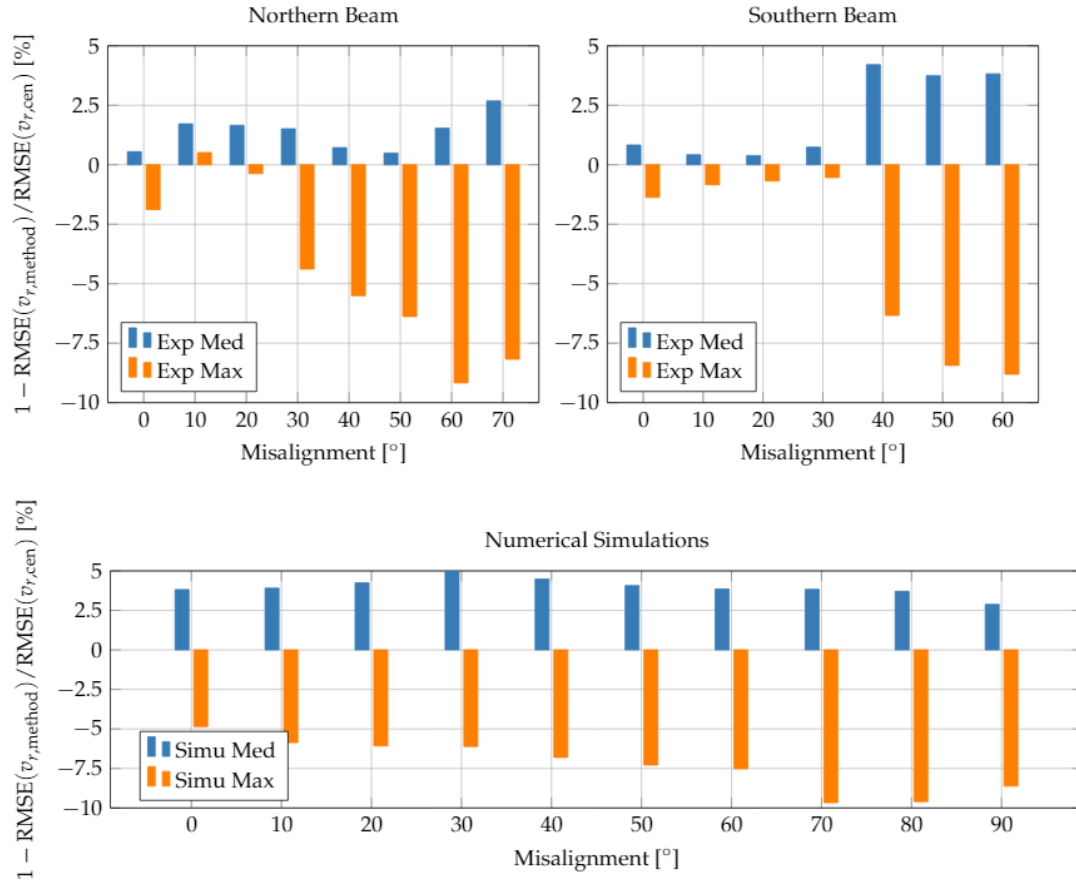 Northern Beam
Southern Beam
1 − RMSE(v_{r,method})/RMSE(v_{r,cen}) [%]
5
2.5
0
−2.5
−5
−7.5
−10
Exp Med
Exp Max
0 10 20 30 40 50 60 70
Misalignment [°]
5
2.5
0
−2.5
−5
−7.5
−10
Exp Med
Exp Max
0 10 20 30 40 50 60
Misalignment [°]
Numerical Simulations
1 − RMSE(v_{r,method})/RMSE(v_{r,cen}) [%]
5
2.5
0
−2.5
−5
−7.5
−10
Simu Med
Simu Max
0 10 20 30 40 50 60 70 80 90
Misalignment [°]